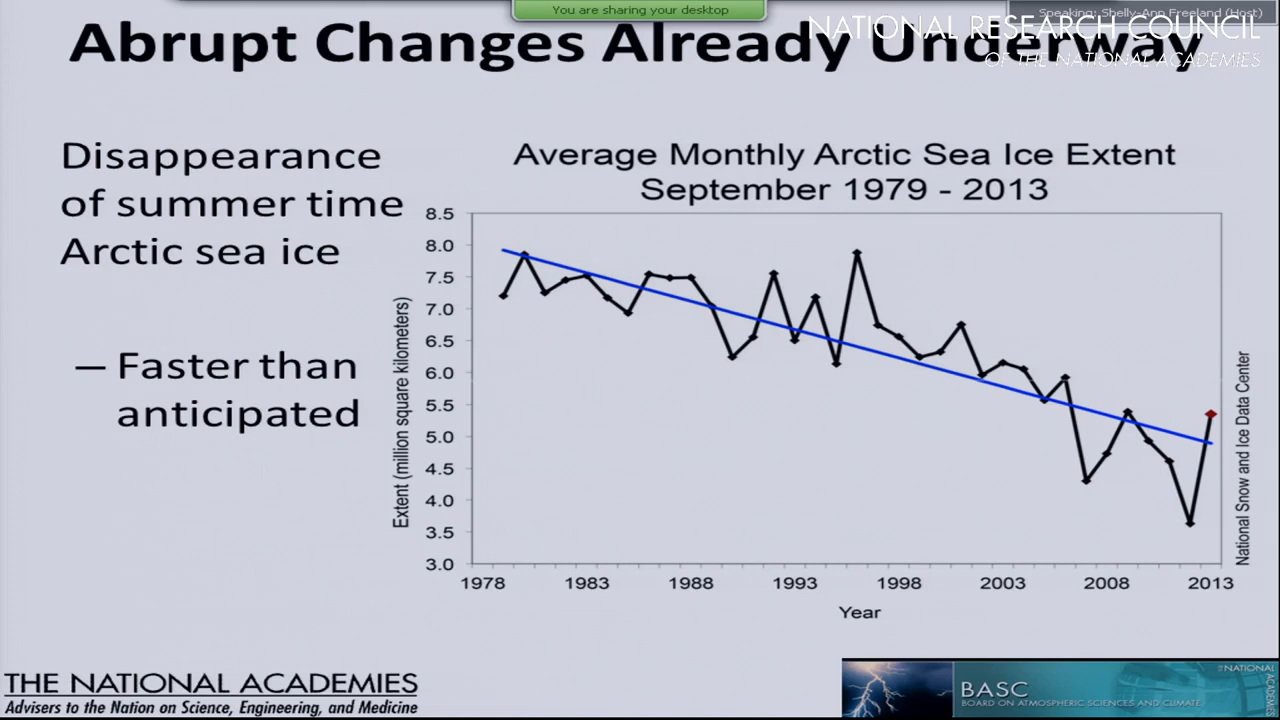 You are sharing your desktop
Speaking: Shelly-Ann Freeland (Host)
NATIONAL RESEARCH COUNCIL
OF THE NATIONAL ACADEMIES
Abrupt Changes Already Underway
Disappearance
of summer time
Arctic sea ice
– Faster than
anticipated
Average Monthly Arctic Sea Ice Extent
September 1979 - 2013
Extent (million square kilometers)
8.5
8.0
7.5
7.0
6.5
6.0
5.5
5.0
4.5
4.0
3.5
3.0
1978 1983 1988 1993 1998 2003 2008 2013
Year
National Snow and Ice Data Center
THE NATIONAL ACADEMIES
Advisers to the Nation on Science, Engineering, and Medicine
BASC
BOARD ON ATMOSPHERIC SCIENCES AND CLIMATE
THE NATIONAL
ACADEMIES